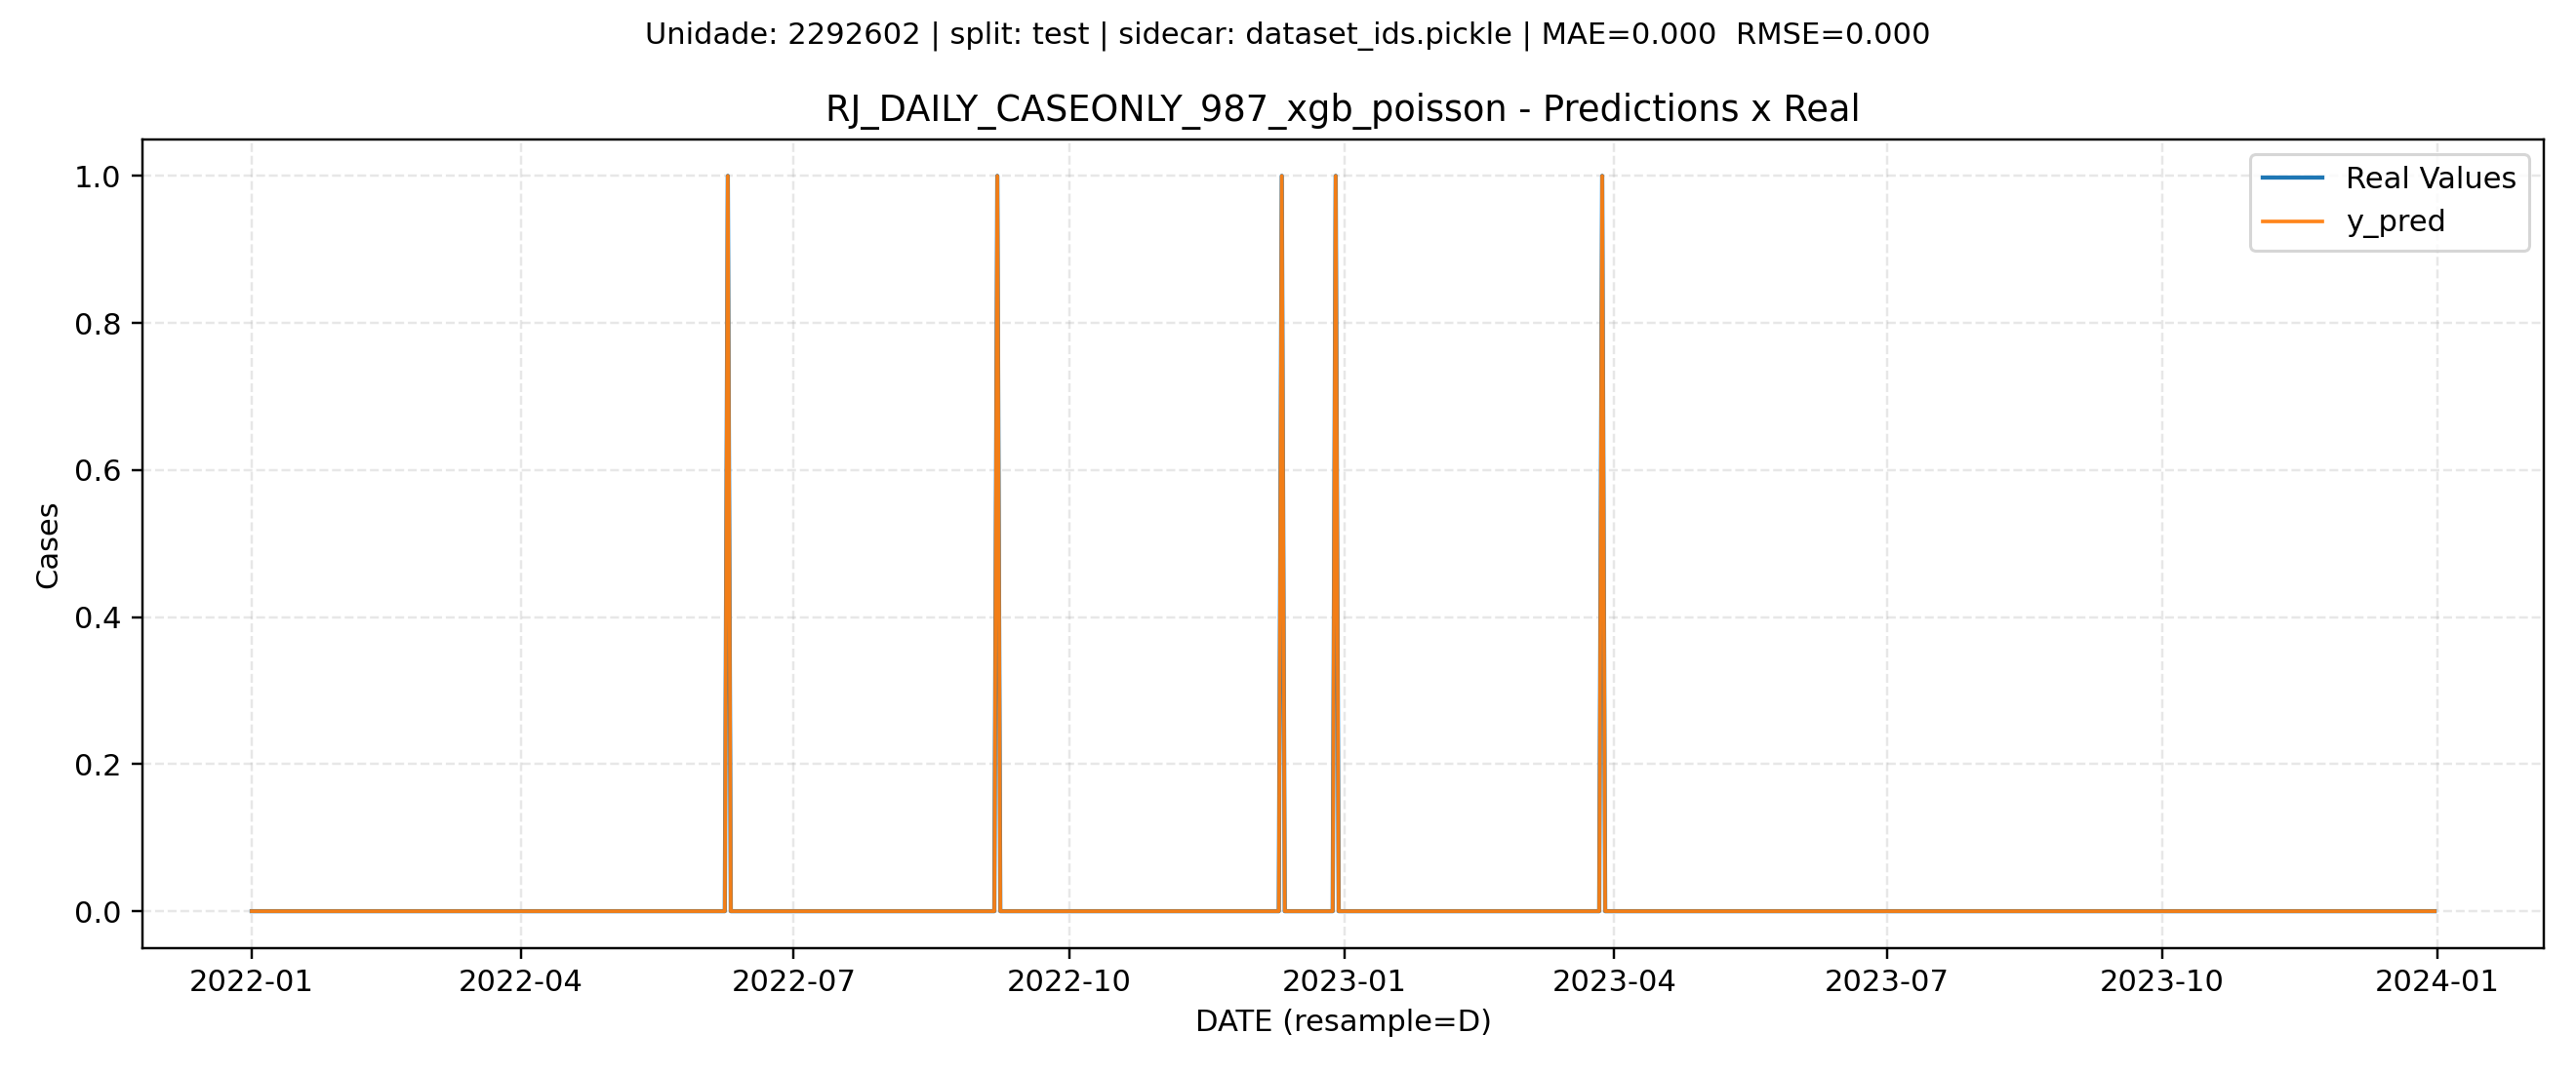 Unidade: 2292602 | split: test | sidecar: dataset_ids.pickle | MAE=0.000  RMSE=0.000
RJ_DAILY_CASEONLY_987_xgb_poisson - Predictions x Real
Real Values
y_pred
1.0
0.8
0.6
0.4
0.2
0.0
Cases
2022-01 2022-04 2022-07 2022-10 2023-01 2023-04 2023-07 2023-10 2024-01
DATE (resample=D)